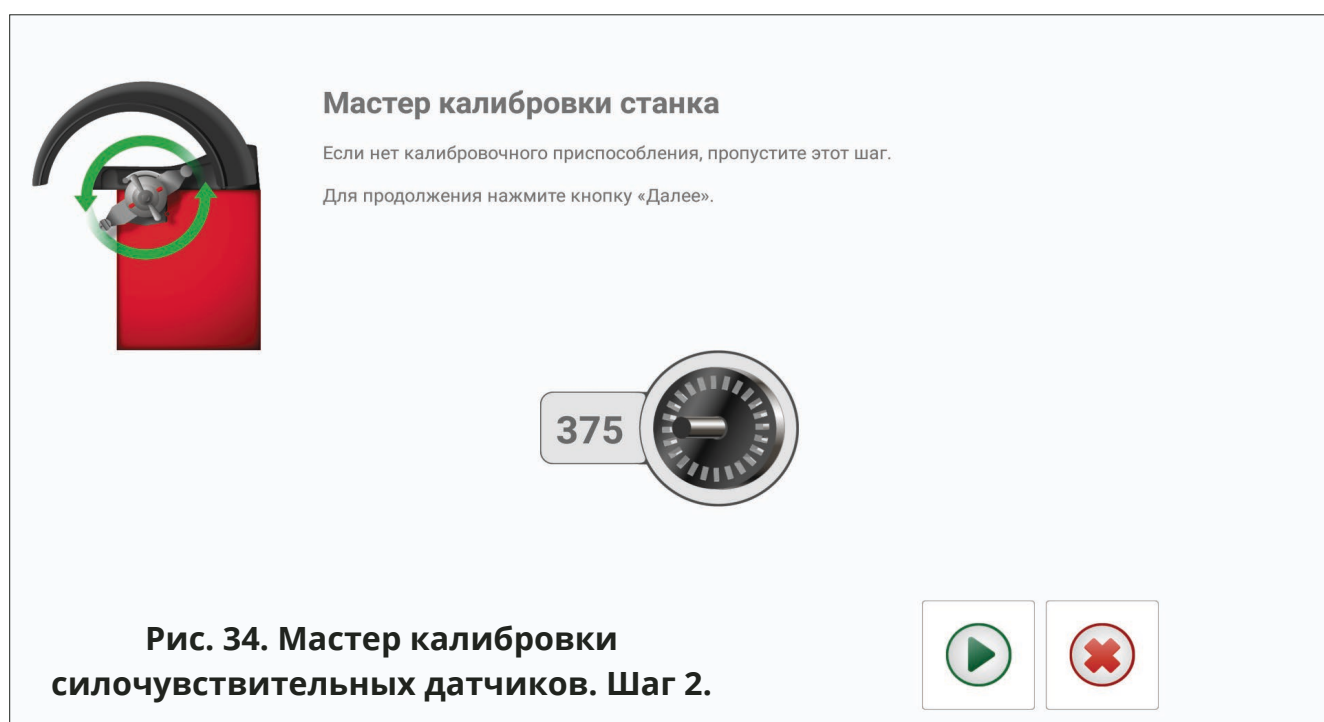 Мастер калибровки станка
Если нет калибровочного приспособления, пропустите этот шаг.
Для продолжения нажмите кнопку «Далее».
375
Рис. 34. Мастер калибровки
силочувствительных датчиков. Шаг 2.